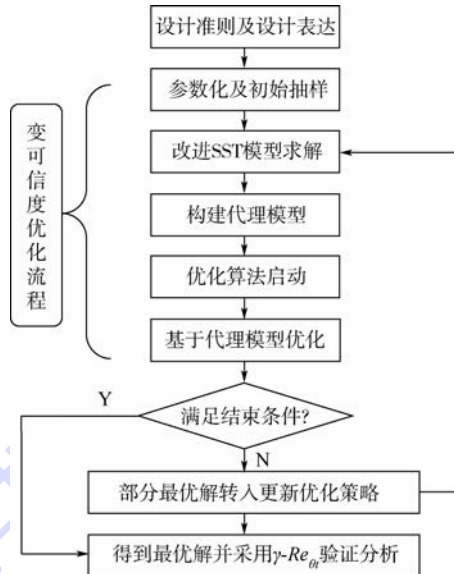 设计准则及设计表达
参数化及初始抽样
改进SST模型求解
构建代理模型
优化算法启动
基于代理模型优化
变可信度优化流程
满足结束条件?
Y
N
部分最优解转入更新优化策略
得到最优解并采用γ-Reθt验证分析